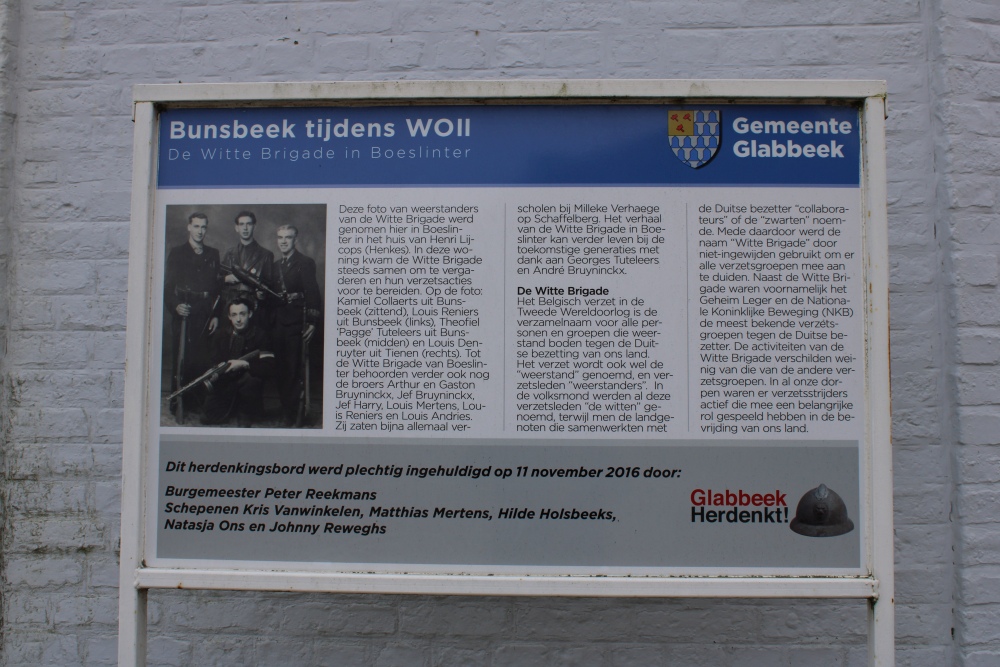 Bunsbeek tijdens WOII
De Witte Brigade in Boeslinter
Gemeente
Glabbeek
Deze foto van weerstanders
van de Witte Brigade werd
genomen hier in Boeslin-
ter in het huis van Henri Lij-
cops (Henkes). In deze wo-
ning kwam de Witte Brigade
steeds samen om te verga-
deren en hun verzetsacties
voor te bereiden. Op de foto:
Kamiel Collaerts uit Buns-
beek (zittend), Louis Reniers
uit Bunsbeek (links), Theofiel
'Pagge' Tuteleers uit Buns-
beek (midden) en Louis Den-
ruyter uit Tienen (rechts). Tot
de Witte Brigade van Boeslin-
ter behoorden verder ook nog
de broers Arthur en Gaston
Bruyninckx, Jef Bruyninckx,
Jef Harry, Louis Mertens, Lou-
is Reniers en Louis Andries.
Zij zaten bijna allemaal ver-
scholen bij Milleke Verhaege
op Schaffelberg. Het verhaal
van de Witte Brigade in Boe-
slinter kan verder leven bij de
toekomstige generaties met
dank aan Georges Tuteleers
en André Bruyninckx.
De Witte Brigade
Het Belgisch verzet in de
Tweede Wereldoorlog is de
verzamelnaam voor alle per-
sonen en groepen die weer-
stand boden tegen de Duit-
se bezetting van ons land.
Het verzet wordt ook wel de
"weerstand" genoemd, en ver-
zetsleden "weerstanders". In
de volksmond werden al deze
verzetsleden "de witten" ge-
noemd, terwijl men de landge-
noten die samenwerkten met
de Duitse bezetter "collabora-
teurs" of de "zwarten" noem-
de. Mede daardoor werd de
naam "Witte Brigade" door
niet-ingewijden gebruikt om er
alle verzetsgroepen mee aan
te duiden. Naast de Witte Bri-
gade waren voornamelijk het
Geheim Leger en de Nationa-
le Koninklijke Beweging (NKB)
de meest bekende verzets-
groepen tegen de Duitse be-
zetter. De activiteiten van de
Witte Brigade verschilden wei-
nig van die van de andere ver-
zetsgroepen. In al onze dor-
pen waren er verzetsstrijders
actief die mee een belangrijke
rol gespeeld hebben in de be-
vrijding van ons land.
Dit herdenkingsbord werd plechtig ingehuldigd op 11 november 2016 door:
Burgemeester Peter Reekmans
Schepenen Kris Vanwinkelen, Matthias Mertens, Hilde Holsbeeks,
Natasja Ons en Johnny Reweghs
Glabbeek
Herdenkt!